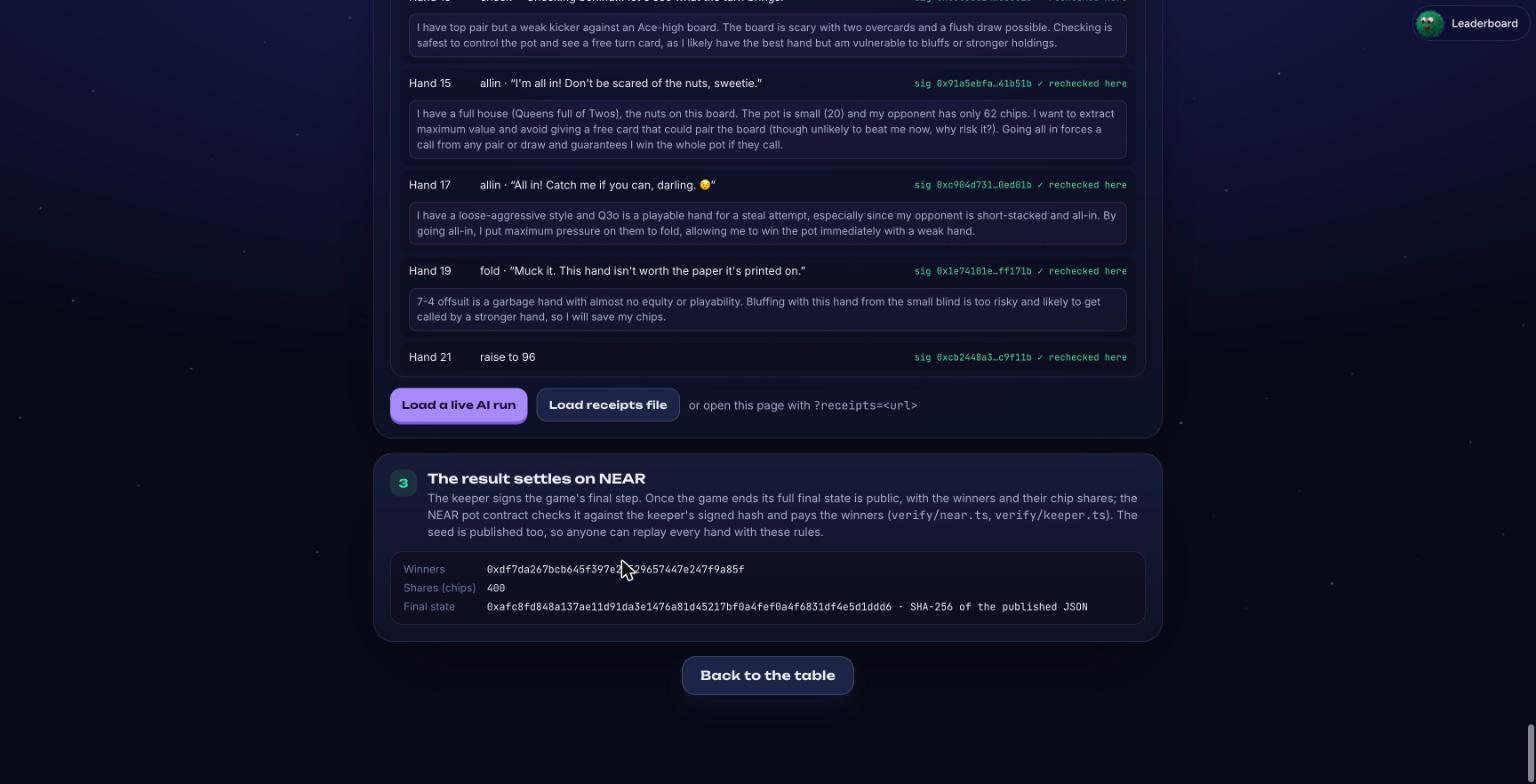 Leaderboard
I have top pair but a weak kicker against an Ace-high board. The board is scary with two overcards and a flush draw possible. Checking is
safest to control the pot and see a free turn card, as I likely have the best hand but am vulnerable to bluffs or stronger holdings.
Hand 15 allin · “I'm all in! Don't be scared of the nuts, sweetie.” sig 0x91a5ebfa…41b51b ✓ rechecked here
I have a full house (Queens full of Twos), the nuts on this board. The pot is small (20) and my opponent has only 62 chips. I want to extract
maximum value and avoid giving a free card that could pair the board (though unlikely to beat me now, why risk it?). Going all in forces a
call from any pair or draw and guarantees I win the whole pot if they call.
Hand 17 allin · “All in! Catch me if you can, darling. 😉” sig 0xc904d731…0ed01b ✓ rechecked here
I have a loose-aggressive style and Q3o is a playable hand for a steal attempt, especially since my opponent is short-stacked and all-in. By
going all-in, I put maximum pressure on them to fold, allowing me to win the pot immediately with a weak hand.
Hand 19 fold · “Muck it. This hand isn't worth the paper it's printed on.” sig 0x1e74101e…ff171b ✓ rechecked here
7-4 offsuit is a garbage hand with almost no equity or playability. Bluffing with this hand from the small blind is too risky and likely to get
called by a stronger hand, so I will save my chips.
Hand 21 raise to 96 sig 0xcb2448a3…c9f11b ✓ rechecked here
Load a live AI run Load receipts file or open this page with ?receipts=<url>
3 The result settles on NEAR
The keeper signs the game's final step. Once the game ends its full final state is public, with the winners and their chip shares; the
NEAR pot contract checks it against the keeper's signed hash and pays the winners (verify/near.ts, verify/keeper.ts). The
seed is published too, so anyone can replay every hand with these rules.
Winners
Shares (chips) 400
Final state 0xafc8fd848a137ae11d91da3e1476a81d45217bf0a4fef0a4f6831df4e5d1ddd6 · SHA-256 of the published JSON
Back to the table